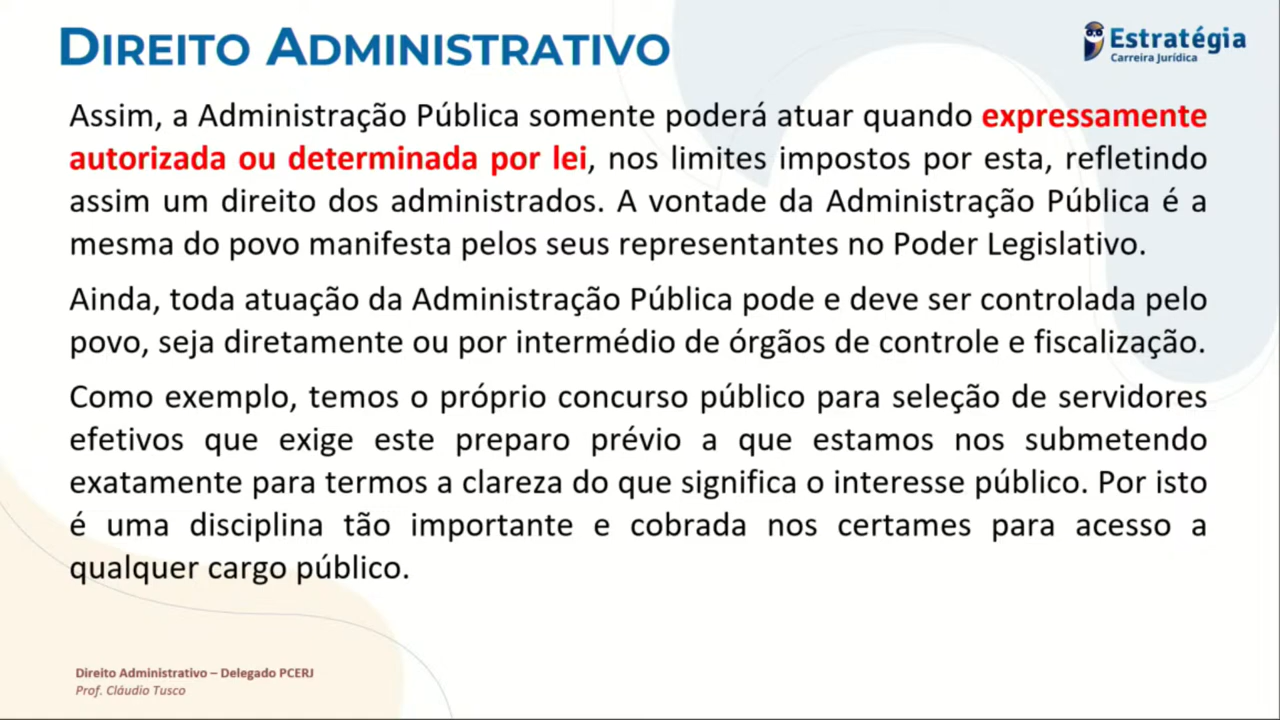 DIREITO ADMINISTRATIVO
Estratégia
Carreira Jurídica
Assim, a Administração Pública somente poderá atuar quando expressamente
autorizada ou determinada por lei, nos limites impostos por esta, refletindo
assim um direito dos administrados. A vontade da Administração Pública é a
mesma do povo manifesta pelos seus representantes no Poder Legislativo.
Ainda, toda atuação da Administração Pública pode e deve ser controlada pelo
povo, seja diretamente ou por intermédio de órgãos de controle e fiscalização.
Como exemplo, temos o próprio concurso público para seleção de servidores
efetivos que exige este preparo prévio a que estamos nos submetendo
exatamente para termos a clareza do que significa o interesse público. Por isto
é uma disciplina tão importante e cobrada nos certames para acesso a
qualquer cargo público.
Direito Administrativo – Delegado PCERJ
Prof. Cláudio Tusco